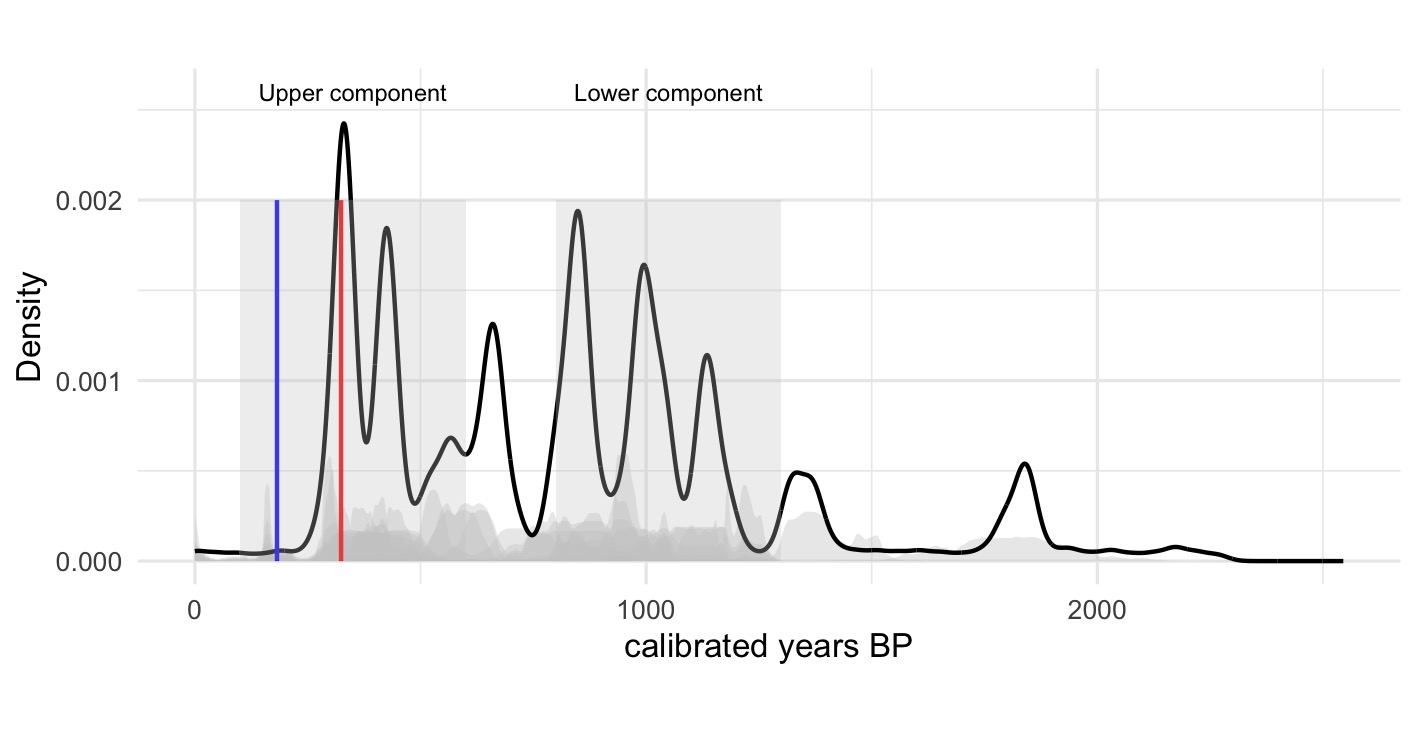 Upper component
Lower component
0.002
0.001
0.000
Density
0
1000
2000
calibrated years BP